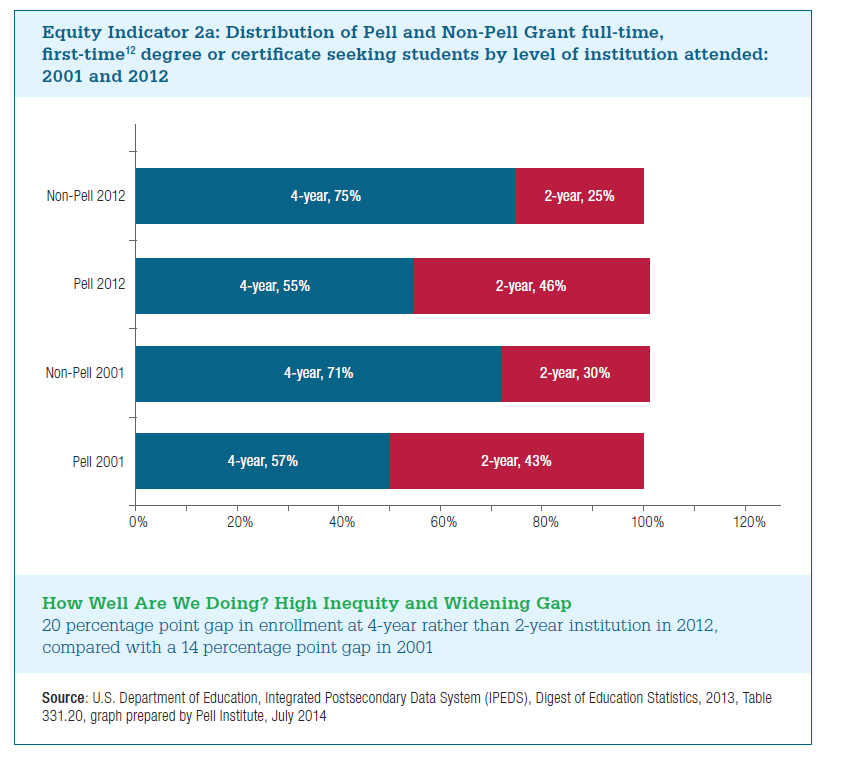 Equity Indicator 2a: Distribution of Pell and Non-Pell Grant full-time,
first-time¹² degree or certificate seeking students by level of institution attended:
2001 and 2012
Non-Pell 2012
4-year, 75%
2-year, 25%
Pell 2012
4-year, 55%
2-year, 46%
Non-Pell 2001
4-year, 71%
2-year, 30%
Pell 2001
4-year, 57%
2-year, 43%
0% 20% 40% 60% 80% 100% 120%
How Well Are We Doing? High Inequity and Widening Gap
20 percentage point gap in enrollment at 4-year rather than 2-year institution in 2012,
compared with a 14 percentage point gap in 2001
Source: U.S. Department of Education, Integrated Postsecondary Data System (IPEDS), Digest of Education Statistics, 2013, Table
331.20, graph prepared by Pell Institute, July 2014